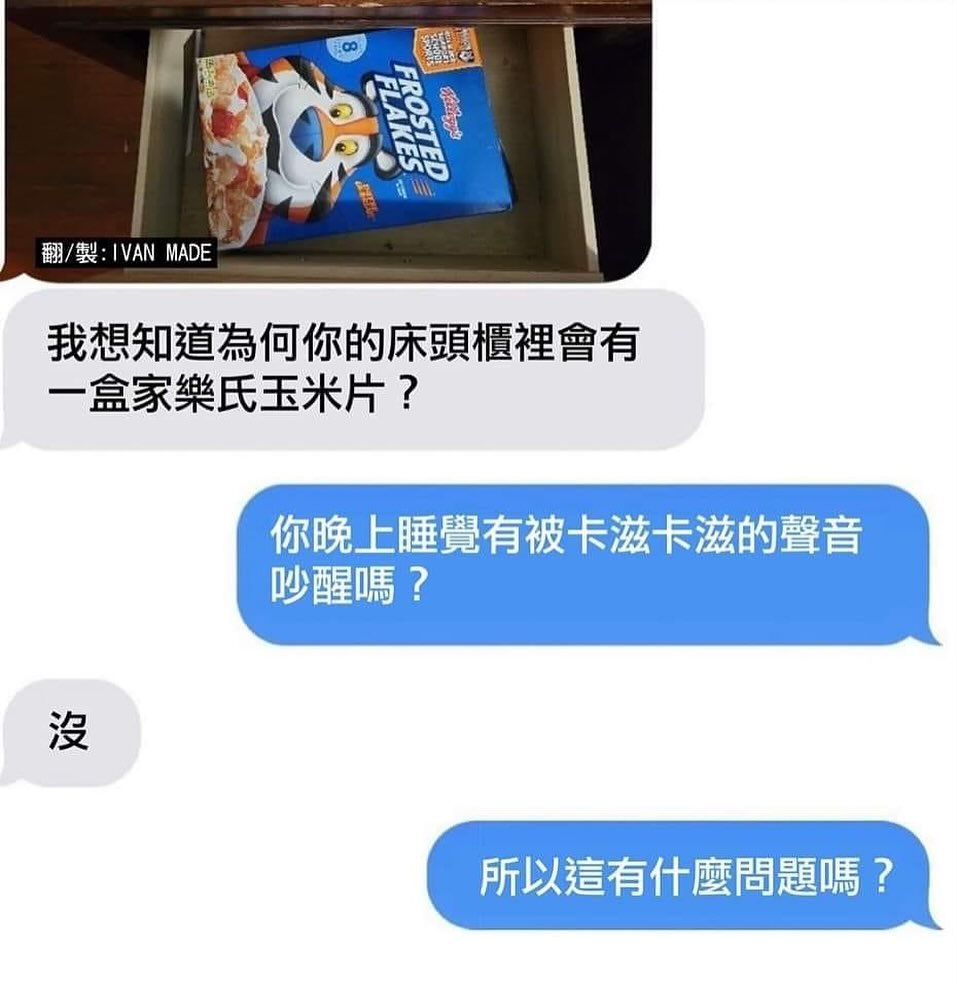 Kellogg's
FROSTED
FLAKES
8
翻/製:IVAN MADE
我想知道為何你的床頭櫃裡會有
一盒家樂氏玉米片?
你晚上睡覺有被卡滋卡滋的聲音
吵醒嗎?
沒
所以這有什麼問題嗎?